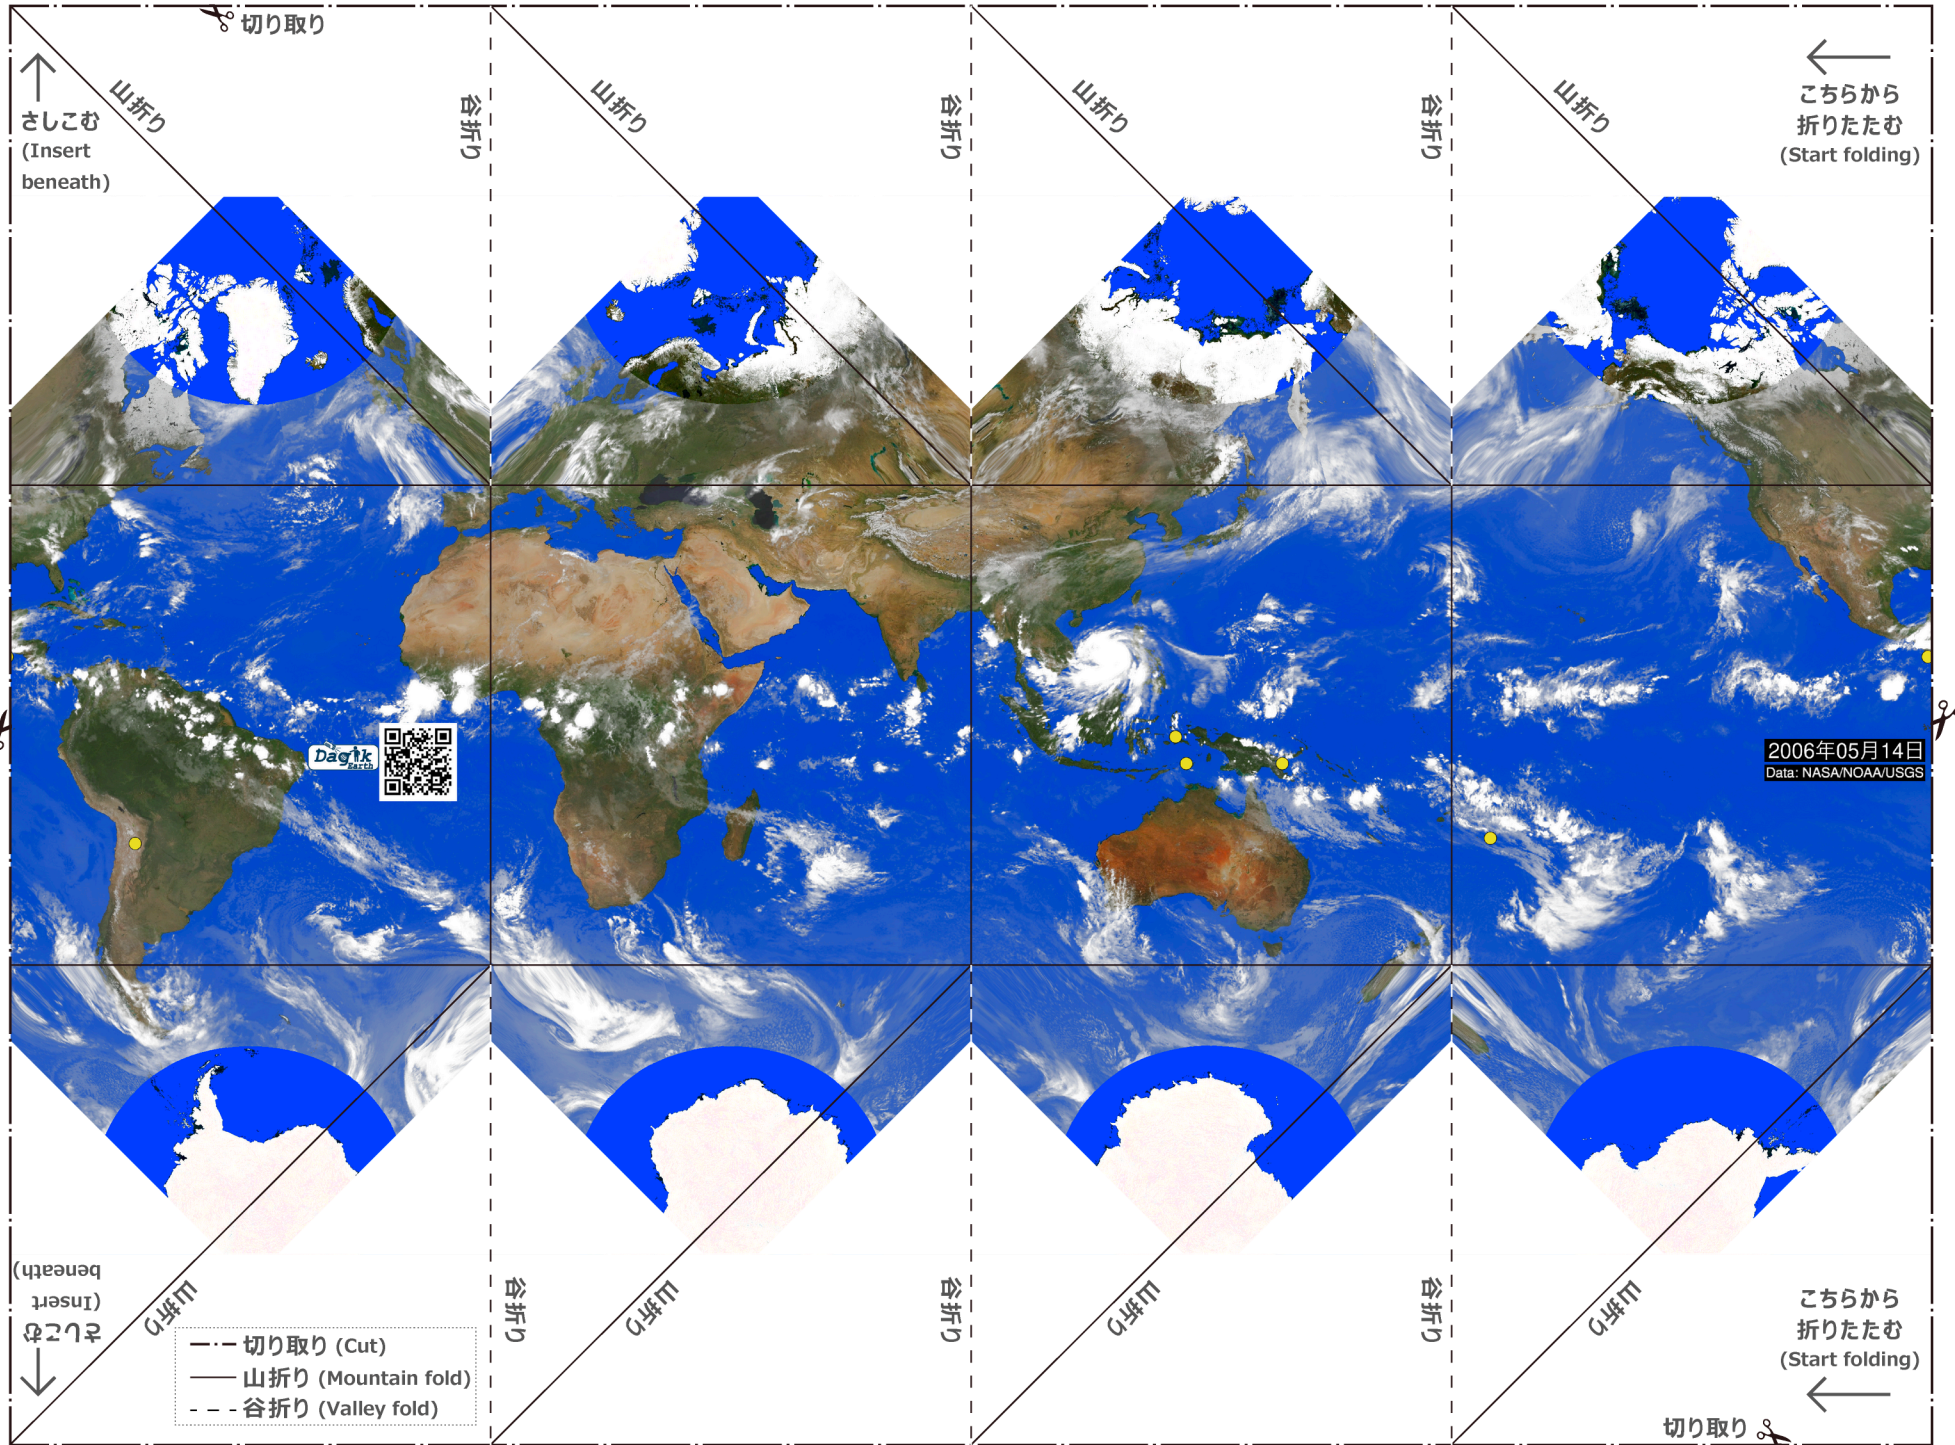 切り取り
山折り
山折り
山折り
山折り
谷折り
谷折り
谷折り
さしこむ
(Insert
beneath)
こちらから
折りたたむ
(Start folding)
Dagik
Earth
2006年05月14日
Data: NASA/NOAA/USGS
さしこむ
(Insert
beneath)
山折り
山折り
山折り
山折り
谷折り
谷折り
谷折り
こちらから
折りたたむ
(Start folding)
切り取り (Cut)
山折り (Mountain fold)
谷折り (Valley fold)
切り取り